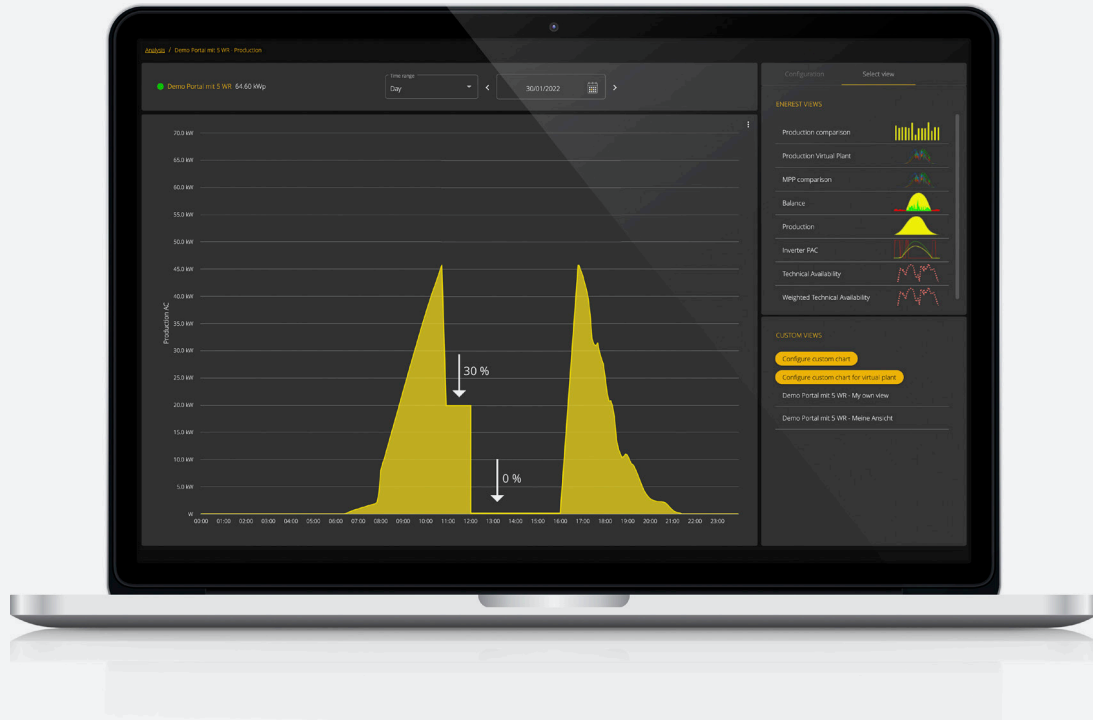 Analysis / Demo Portal mit 5 WR - Production
Demo Portal mit 5 WR 64.60 kWp
Time range
Day
30/01/2022
Configuration Select view
ENEREST VIEWS
Production comparison
Production Virtual Plant
MPP comparison
Balance
Production
Inverter PAC
Technical Availability
Weighted Technical Availability
CUSTOM VIEWS
Configure custom chart
Configure custom chart for virtual plant
Demo Portal mit 5 WR - My own view
Demo Portal mit 5 WR - Meine Ansicht
Production AC
70.0 kW
65.0 kW
60.0 kW
55.0 kW
50.0 kW
45.0 kW
40.0 kW
35.0 kW
30.0 kW
25.0 kW
20.0 kW
15.0 kW
10.0 kW
5.0 kW
W
30 %
0 %
00:00 01:00 02:00 03:00 04:00 05:00 06:00 07:00 08:00 09:00 10:00 11:00 12:00 13:00 14:00 15:00 16:00 17:00 18:00 19:00 20:00 21:00 22:00 23:00